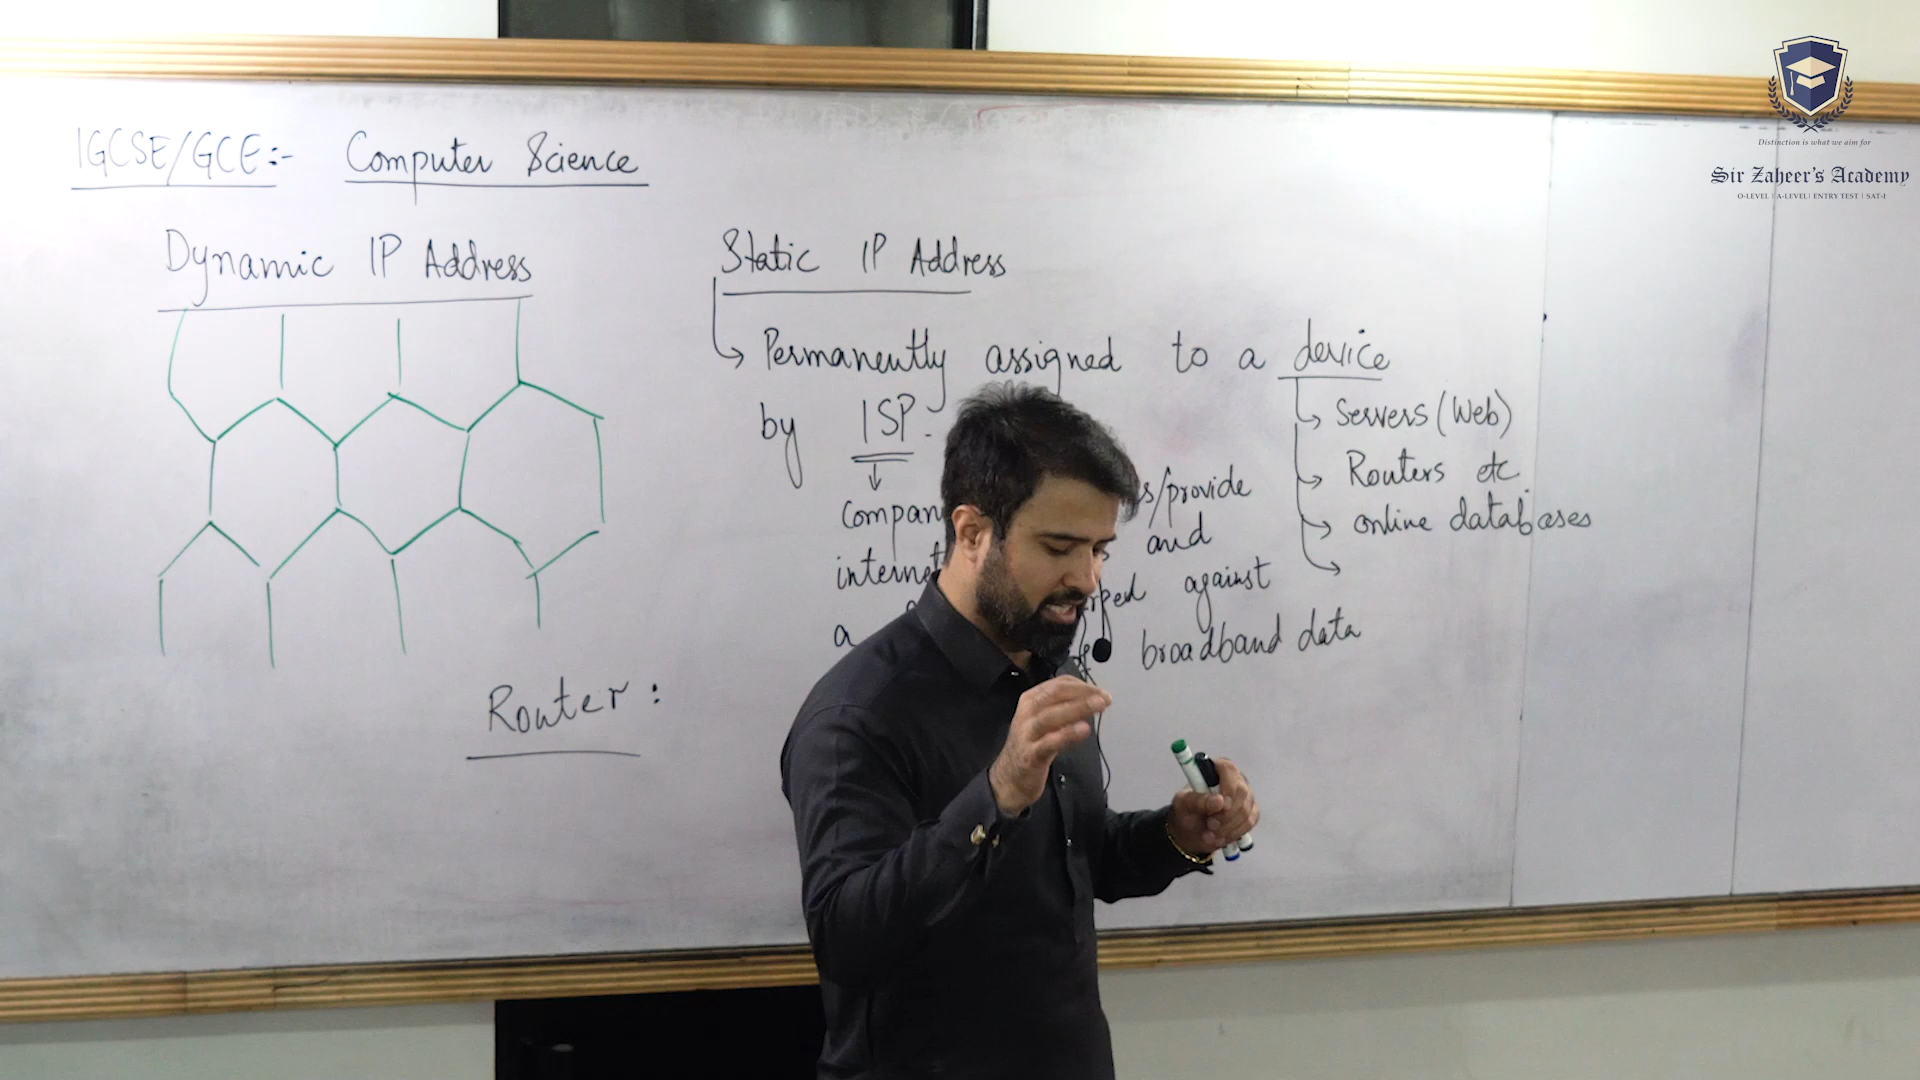 IGCSE/GCE:- Computer Science
Dynamic IP Address
Static IP Address
Permanently assigned to a device
by ISP.
Servers (Web)
Routers etc.
online databases
s/provide
and
against
a
broadband data
Router:
Distinction is what we aim for
Sir Zaheer's Academy
O-LEVEL | A-LEVEL | ENTRY TEST | SAT-I